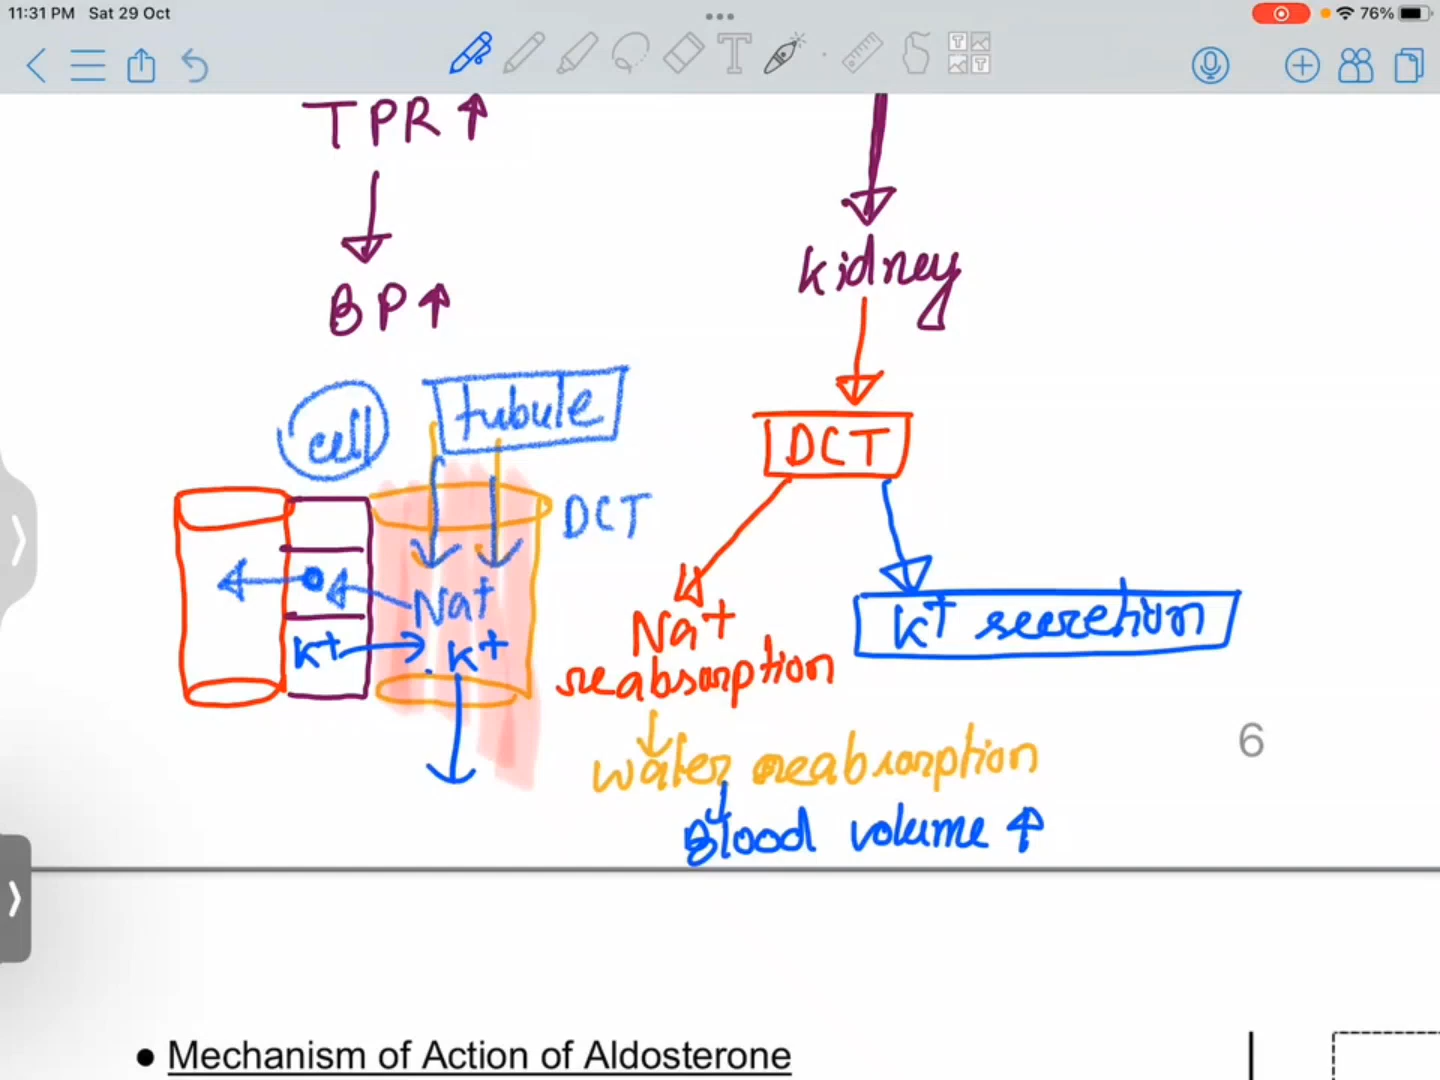 11:31 PM Sat 29 Oct
76%
TPR ↑
BP ↑
kidney
cell
tubule
DCT
DCT
Na+
K+ K+
Na+
reabsorption
K+ secretion
water reabsorption
Blood volume ↑
6
● Mechanism of Action of Aldosterone